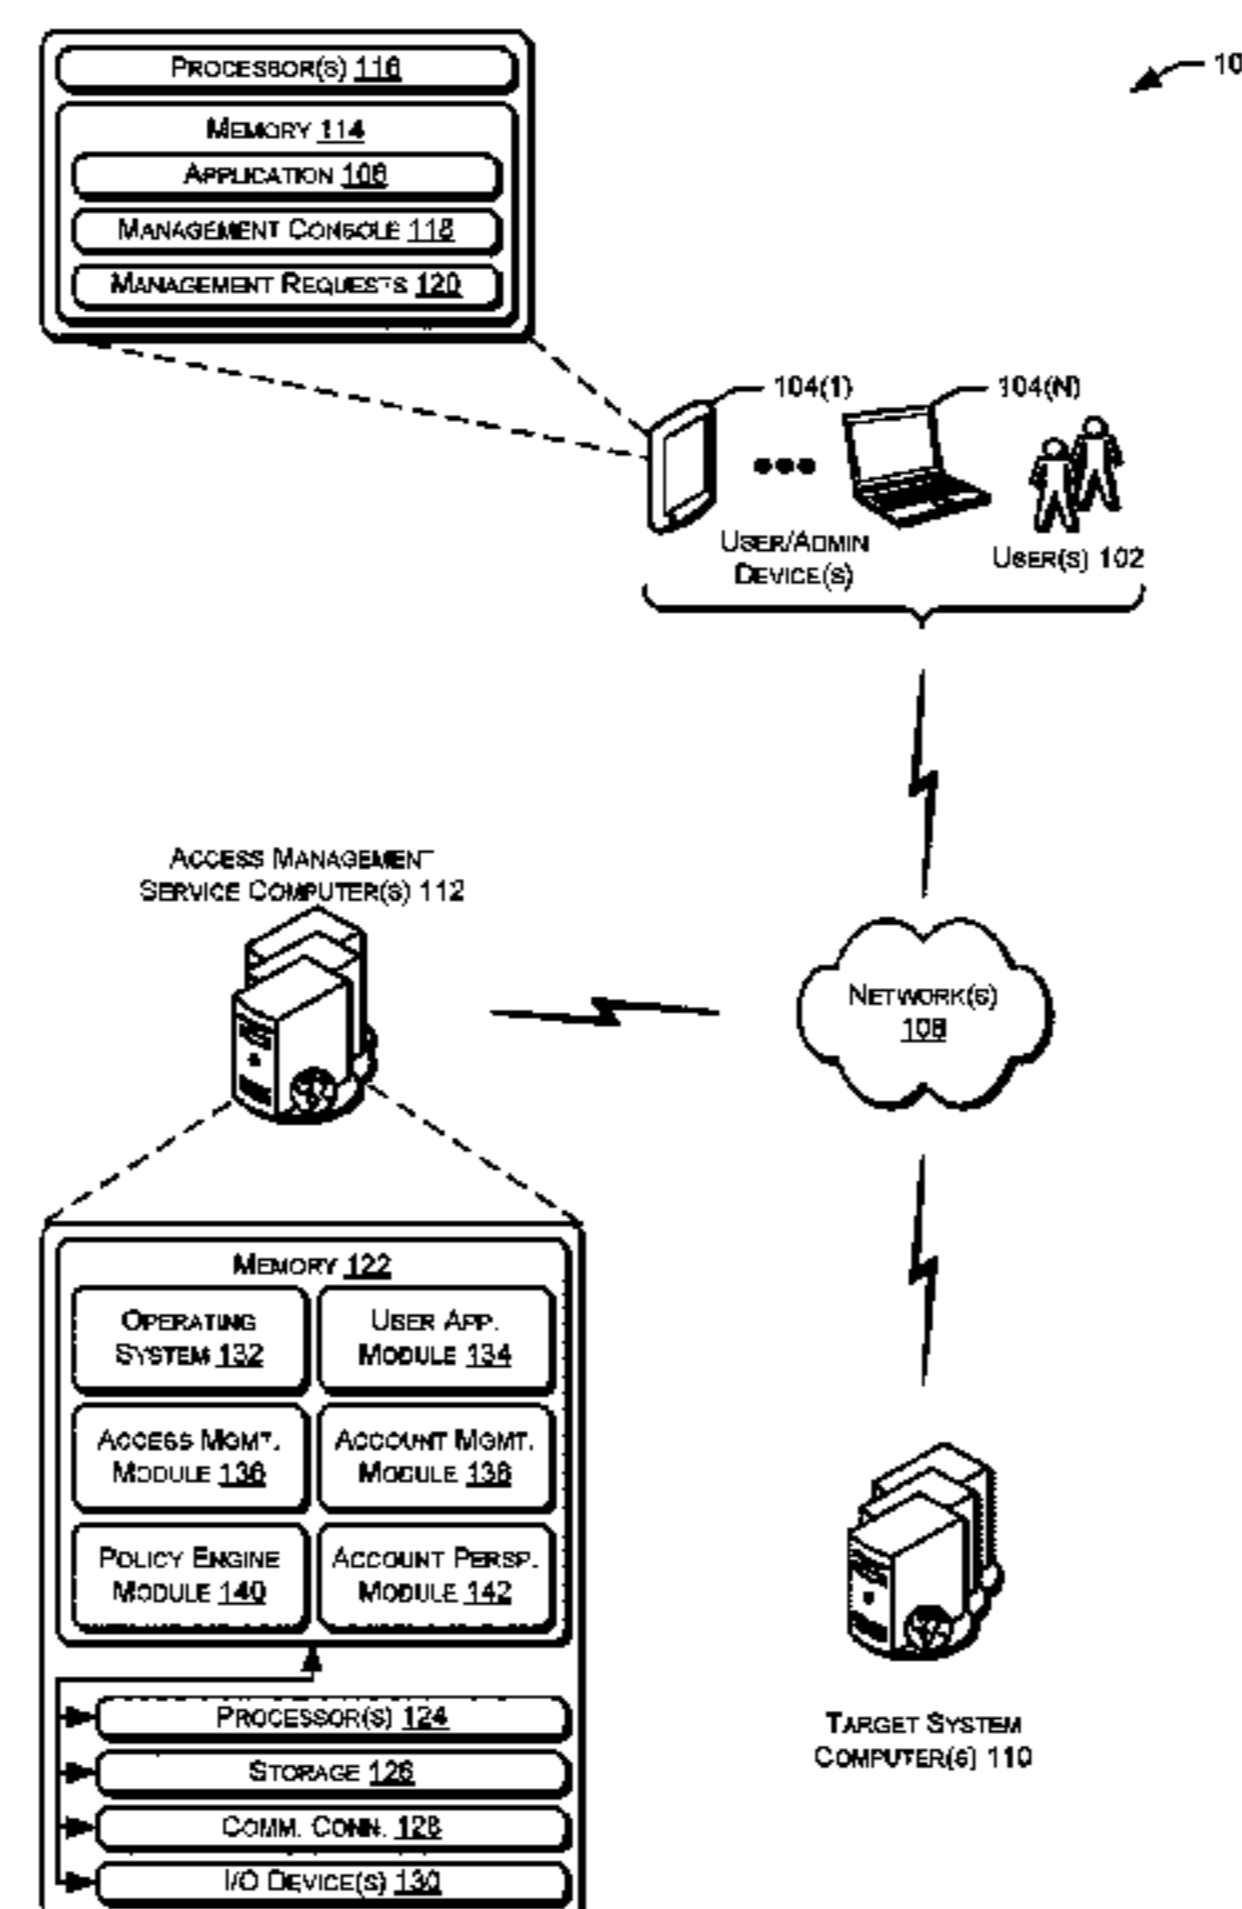 PROCESSOR(S) 116
10
MEMORY 114
APPLICATION 106
MANAGEMENT CONSOLE 118
MANAGEMENT REQUESTS 120
104(1)
104(N)
USER/ADMIN
DEVICE(S)
USER(S) 102
ACCESS MANAGEMENT
SERVICE COMPUTER(S) 112
NETWORK(S)
108
MEMORY 122
OPERATING
SYSTEM 132
USER APP.
MODULE 134
ACCESS MGMT.
MODULE 136
ACCOUNT MGMT.
MODULE 138
POLICY ENGINE
MODULE 140
ACCOUNT PERSP.
MODULE 142
PROCESSOR(S) 124
STORAGE 126
COMM. CONN. 128
I/O DEVICE(S) 130
TARGET SYSTEM
COMPUTER(S) 110